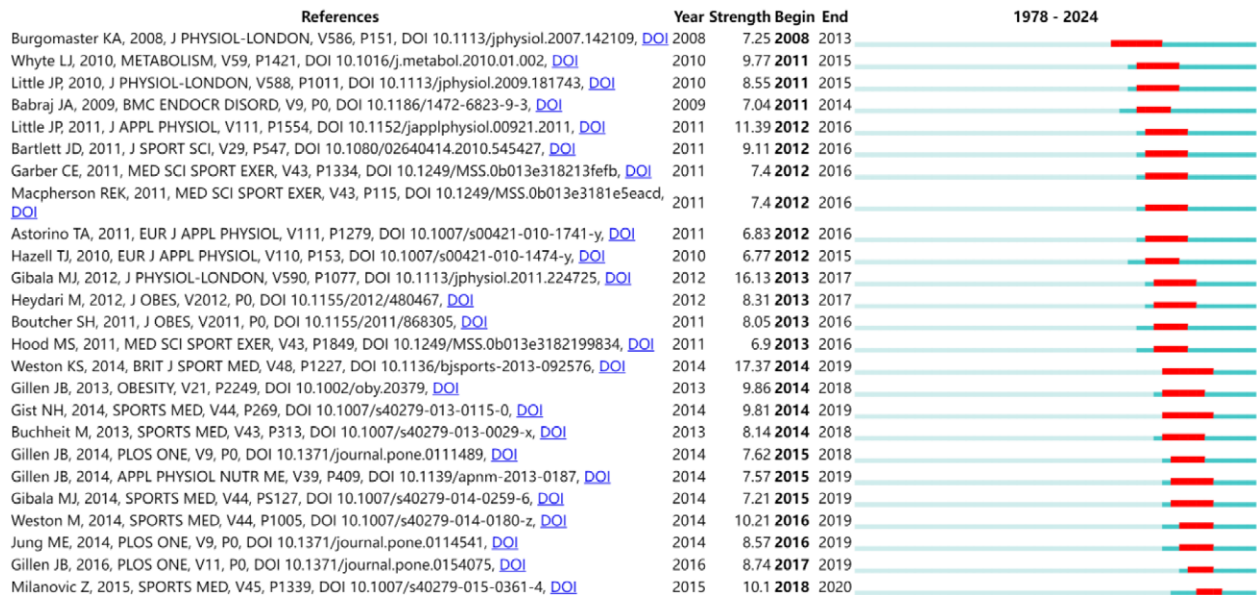 References Year Strength Begin End 1978 - 2024
Burgomaster KA, 2008, J PHYSIOL-LONDON, V586, P151, DOI 10.1113/jphysiol.2007.142109, DOI 2008 7.25 2008 2013
Whyte LJ, 2010, METABOLISM, V59, P1421, DOI 10.1016/j.metabol.2010.01.002, DOI 2010 9.77 2011 2015
Little JP, 2010, J PHYSIOL-LONDON, V588, P1011, DOI 10.1113/jphysiol.2009.181743, DOI 2010 8.55 2011 2015
Babraj JA, 2009, BMC ENDOCR DISORD, V9, P0, DOI 10.1186/1472-6823-9-3, DOI 2009 7.04 2011 2014
Little JP, 2011, J APPL PHYSIOL, V111, P1554, DOI 10.1152/japplphysiol.00921.2011, DOI 2011 11.39 2012 2016
Bartlett JD, 2011, J SPORT SCI, V29, P547, DOI 10.1080/02640414.2010.545427, DOI 2011 9.11 2012 2016
Garber CE, 2011, MED SCI SPORT EXER, V43, P1334, DOI 10.1249/MSS.0b013e318213fefb, DOI 2011 7.4 2012 2016
Macpherson REK, 2011, MED SCI SPORT EXER, V43, P115, DOI 10.1249/MSS.0b013e3181e5eacd,
DOI 2011 7.4 2012 2016
Astorino TA, 2011, EUR J APPL PHYSIOL, V111, P1279, DOI 10.1007/s00421-010-1741-y, DOI 2011 6.83 2012 2016
Hazell TJ, 2010, EUR J APPL PHYSIOL, V110, P153, DOI 10.1007/s00421-010-1474-y, DOI 2010 6.77 2012 2015
Gibala MJ, 2012, J PHYSIOL-LONDON, V590, P1077, DOI 10.1113/jphysiol.2011.224725, DOI 2012 16.13 2013 2017
Heydari M, 2012, J OBES, V2012, P0, DOI 10.1155/2012/480467, DOI 2012 8.31 2013 2017
Boutcher SH, 2011, J OBES, V2011, P0, DOI 10.1155/2011/868305, DOI 2011 8.05 2013 2016
Hood MS, 2011, MED SCI SPORT EXER, V43, P1849, DOI 10.1249/MSS.0b013e3182199834, DOI 2011 6.9 2013 2016
Weston KS, 2014, BRIT J SPORT MED, V48, P1227, DOI 10.1136/bjsports-2013-092576, DOI 2014 17.37 2014 2019
Gillen JB, 2013, OBESITY, V21, P2249, DOI 10.1002/oby.20379, DOI 2013 9.86 2014 2018
Gist NH, 2014, SPORTS MED, V44, P269, DOI 10.1007/s40279-013-0115-0, DOI 2014 9.81 2014 2019
Buchheit M, 2013, SPORTS MED, V43, P313, DOI 10.1007/s40279-013-0029-x, DOI 2013 8.14 2014 2018
Gillen JB, 2014, PLOS ONE, V9, P0, DOI 10.1371/journal.pone.0111489, DOI 2014 7.62 2015 2018
Gillen JB, 2014, APPL PHYSIOL NUTR ME, V39, P409, DOI 10.1139/apnm-2013-0187, DOI 2014 7.57 2015 2019
Gibala MJ, 2014, SPORTS MED, V44, PS127, DOI 10.1007/s40279-014-0259-6, DOI 2014 7.21 2015 2019
Weston M, 2014, SPORTS MED, V44, P1005, DOI 10.1007/s40279-014-0180-z, DOI 2014 10.21 2016 2019
Jung ME, 2014, PLOS ONE, V9, P0, DOI 10.1371/journal.pone.0114541, DOI 2014 8.57 2016 2019
Gillen JB, 2016, PLOS ONE, V11, P0, DOI 10.1371/journal.pone.0154075, DOI 2016 8.74 2017 2019
Milanovic Z, 2015, SPORTS MED, V45, P1339, DOI 10.1007/s40279-015-0361-4, DOI 2015 10.1 2018 2020